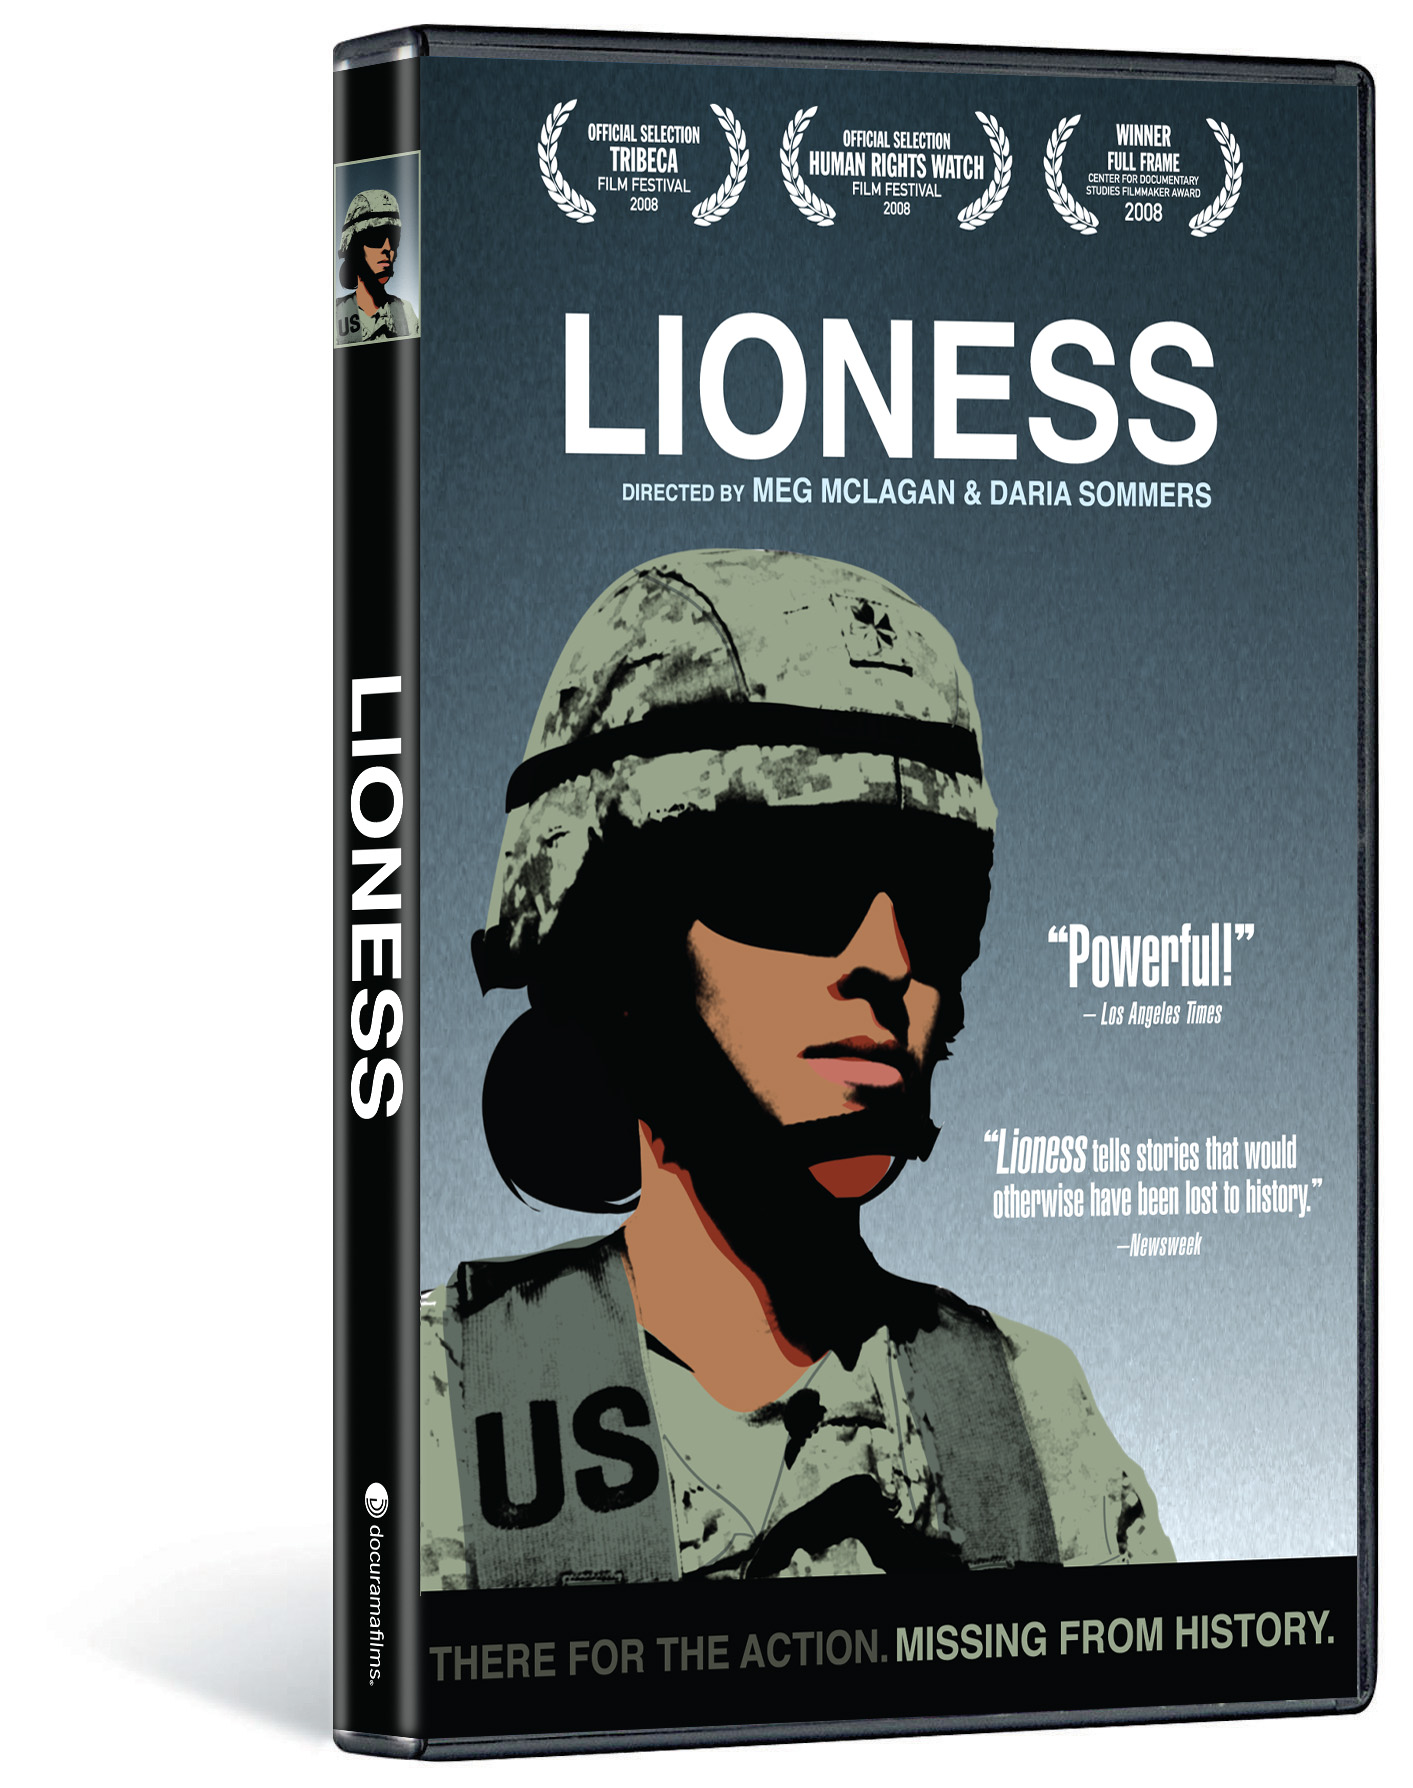 OFFICIAL SELECTION
TRIBECA
FILM FESTIVAL
2008
OFFICIAL SELECTION
HUMAN RIGHTS WATCH
FILM FESTIVAL
2008
WINNER
FULL FRAME
CENTER FOR DOCUMENTARY
STUDIES FILMMAKER AWARD
2008
LIONESS
DIRECTED BY MEG MCLAGAN & DARIA SOMMERS
“Powerful!”
– Los Angeles Times
“Lioness tells stories that would
otherwise have been lost to history.”
–Newsweek
US
THERE FOR THE ACTION. MISSING FROM HISTORY.
US
LIONESS
docuramafilms®